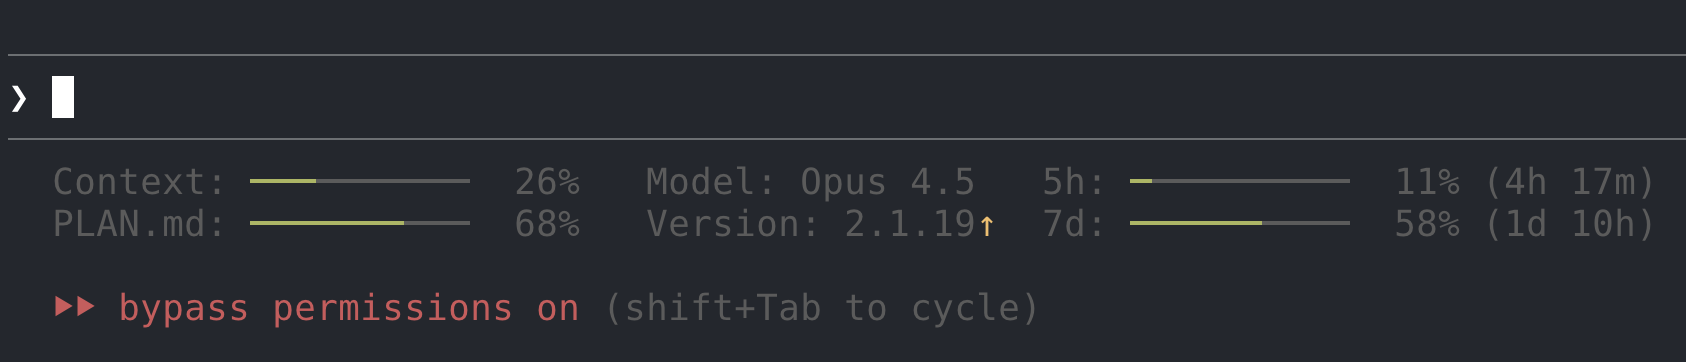 ❯
Context: 26% Model: Opus 4.5 5h: 11% (4h 17m)
PLAN.md: 68% Version: 2.1.19↑ 7d: 58% (1d 10h)
⏵⏵ bypass permissions on (shift+Tab to cycle)